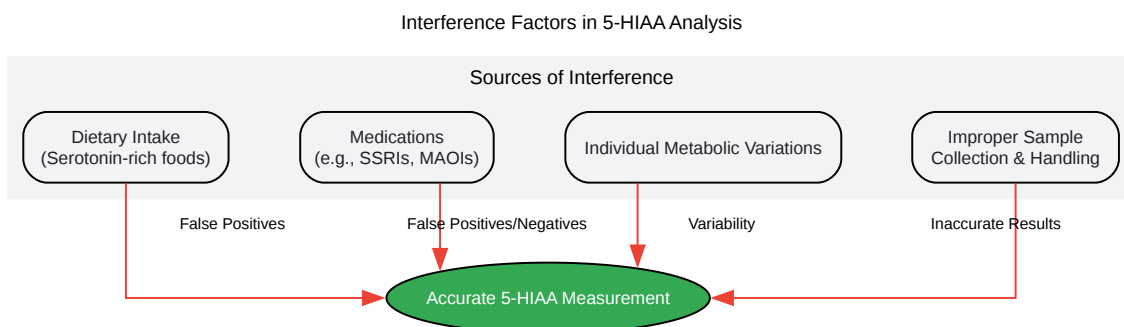 Interference Factors in 5-HIAA Analysis
Sources of Interference
Dietary Intake
(Serotonin-rich foods)
Medications
(e.g., SSRIs, MAOIs)
Individual Metabolic Variations
Improper Sample
Collection & Handling
False Positives
False Positives/Negatives
Variability
Inaccurate Results
Accurate 5-HIAA Measurement